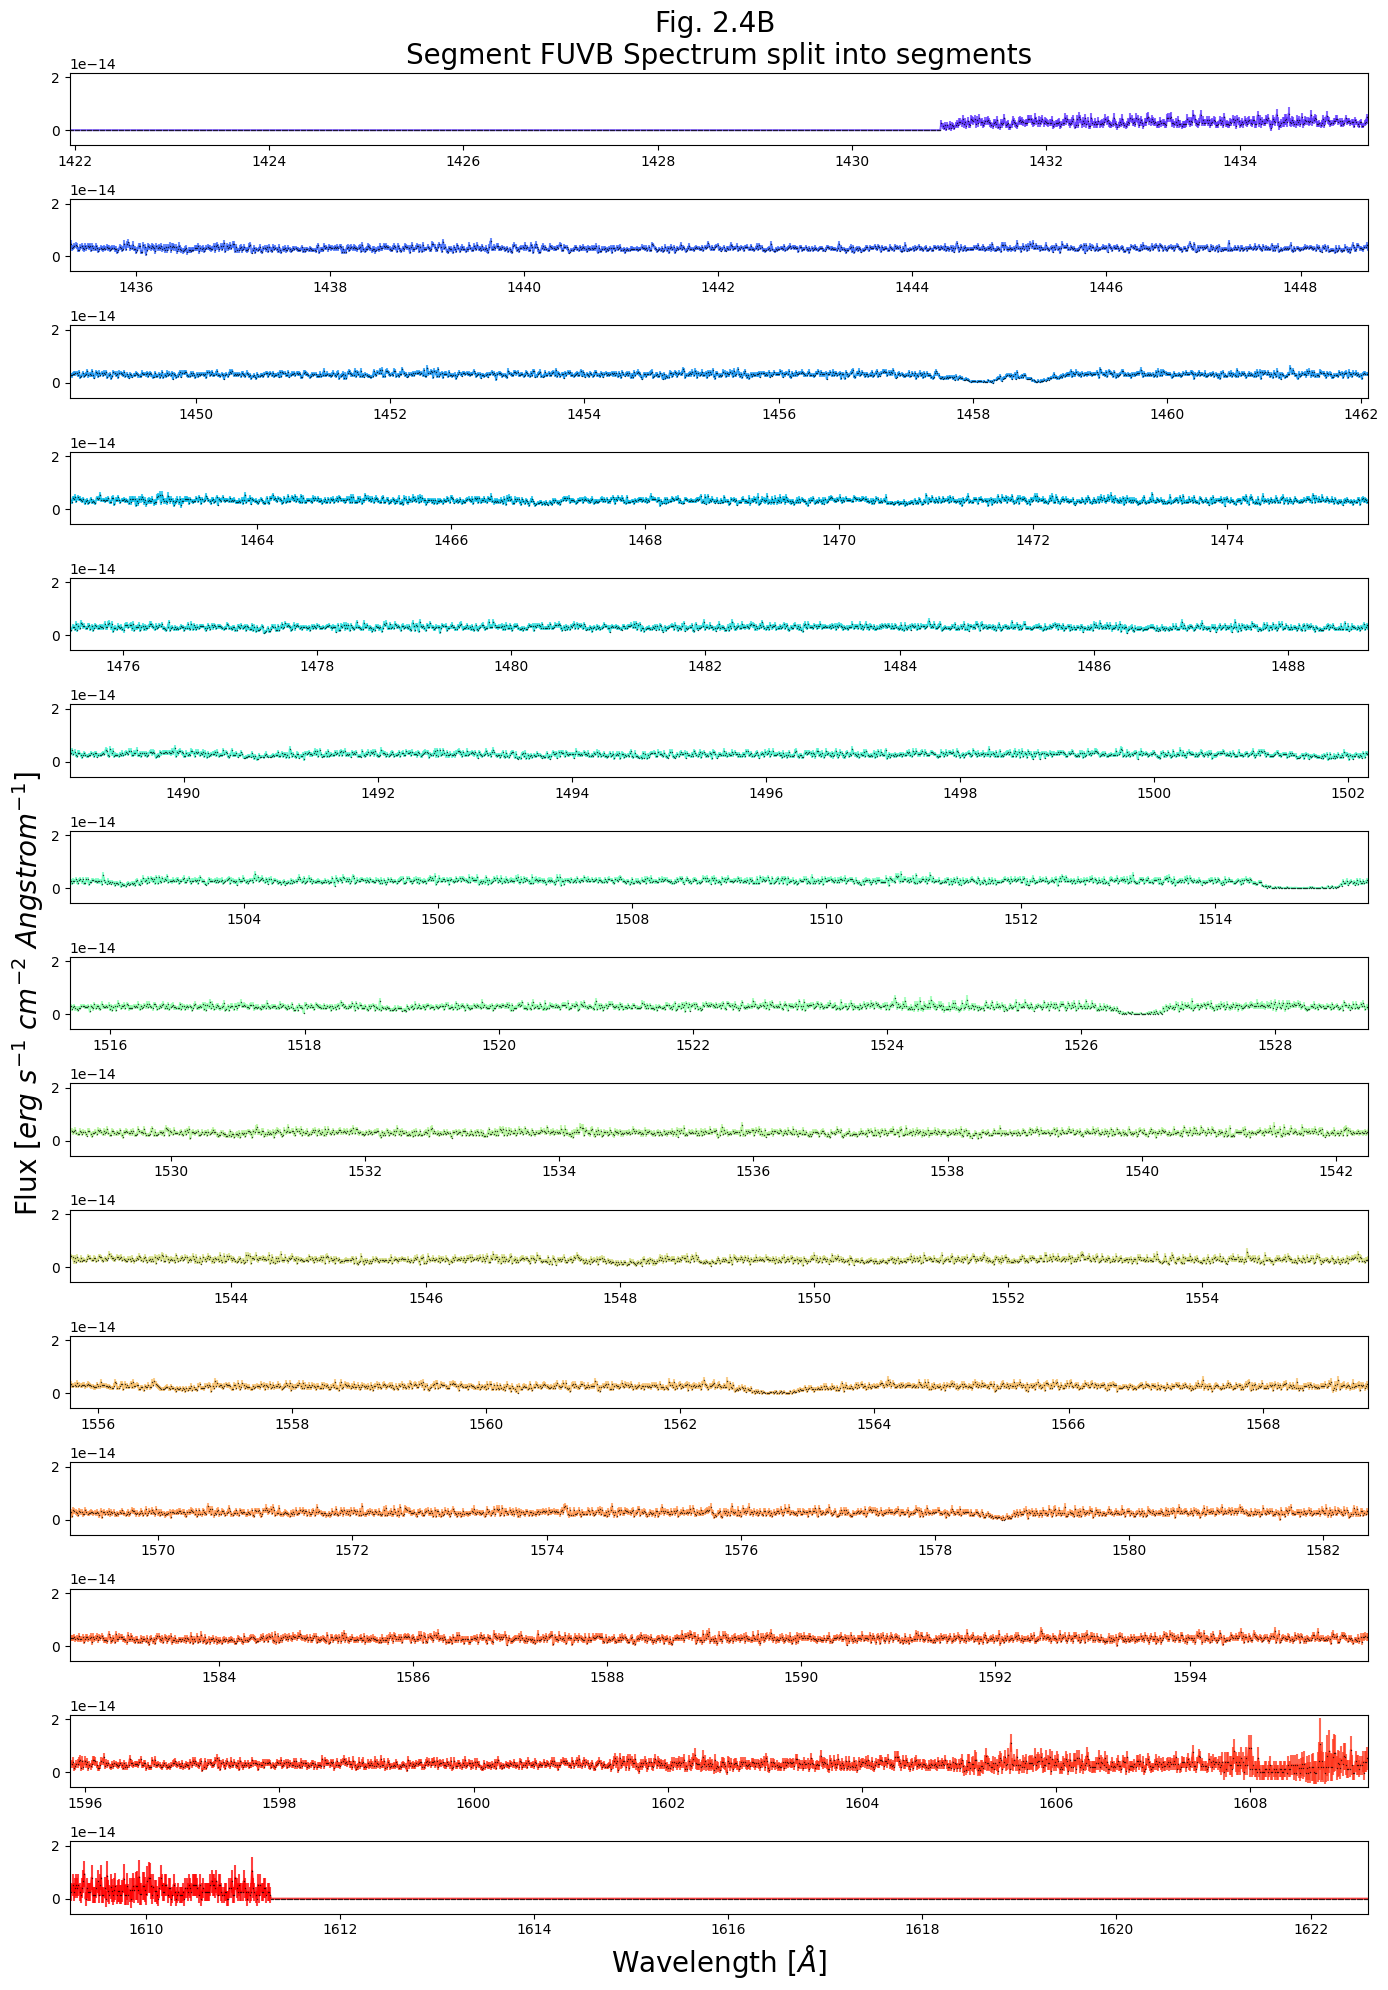 Fig. 2.4B
Segment FUVB Spectrum split into segments
1e−14
2
0
1422 1424 1426 1428 1430 1432 1434
1e−14
2
0
1436 1438 1440 1442 1444 1446 1448
1e−14
2
0
1450 1452 1454 1456 1458 1460 1462
1e−14
2
0
1464 1466 1468 1470 1472 1474
1e−14
2
0
1476 1478 1480 1482 1484 1486 1488
1e−14
2
0
1490 1492 1494 1496 1498 1500 1502
1e−14
2
0
1504 1506 1508 1510 1512 1514
1e−14
2
0
1516 1518 1520 1522 1524 1526 1528
1e−14
2
0
1530 1532 1534 1536 1538 1540 1542
1e−14
2
0
1544 1546 1548 1550 1552 1554
1e−14
2
0
1556 1558 1560 1562 1564 1566 1568
1e−14
2
0
1570 1572 1574 1576 1578 1580 1582
1e−14
2
0
1584 1586 1588 1590 1592 1594
1e−14
2
0
1596 1598 1600 1602 1604 1606 1608
1e−14
2
0
1610 1612 1614 1616 1618 1620 1622
Wavelength [Å]
Flux [erg s⁻¹ cm⁻² Angstrom⁻¹]